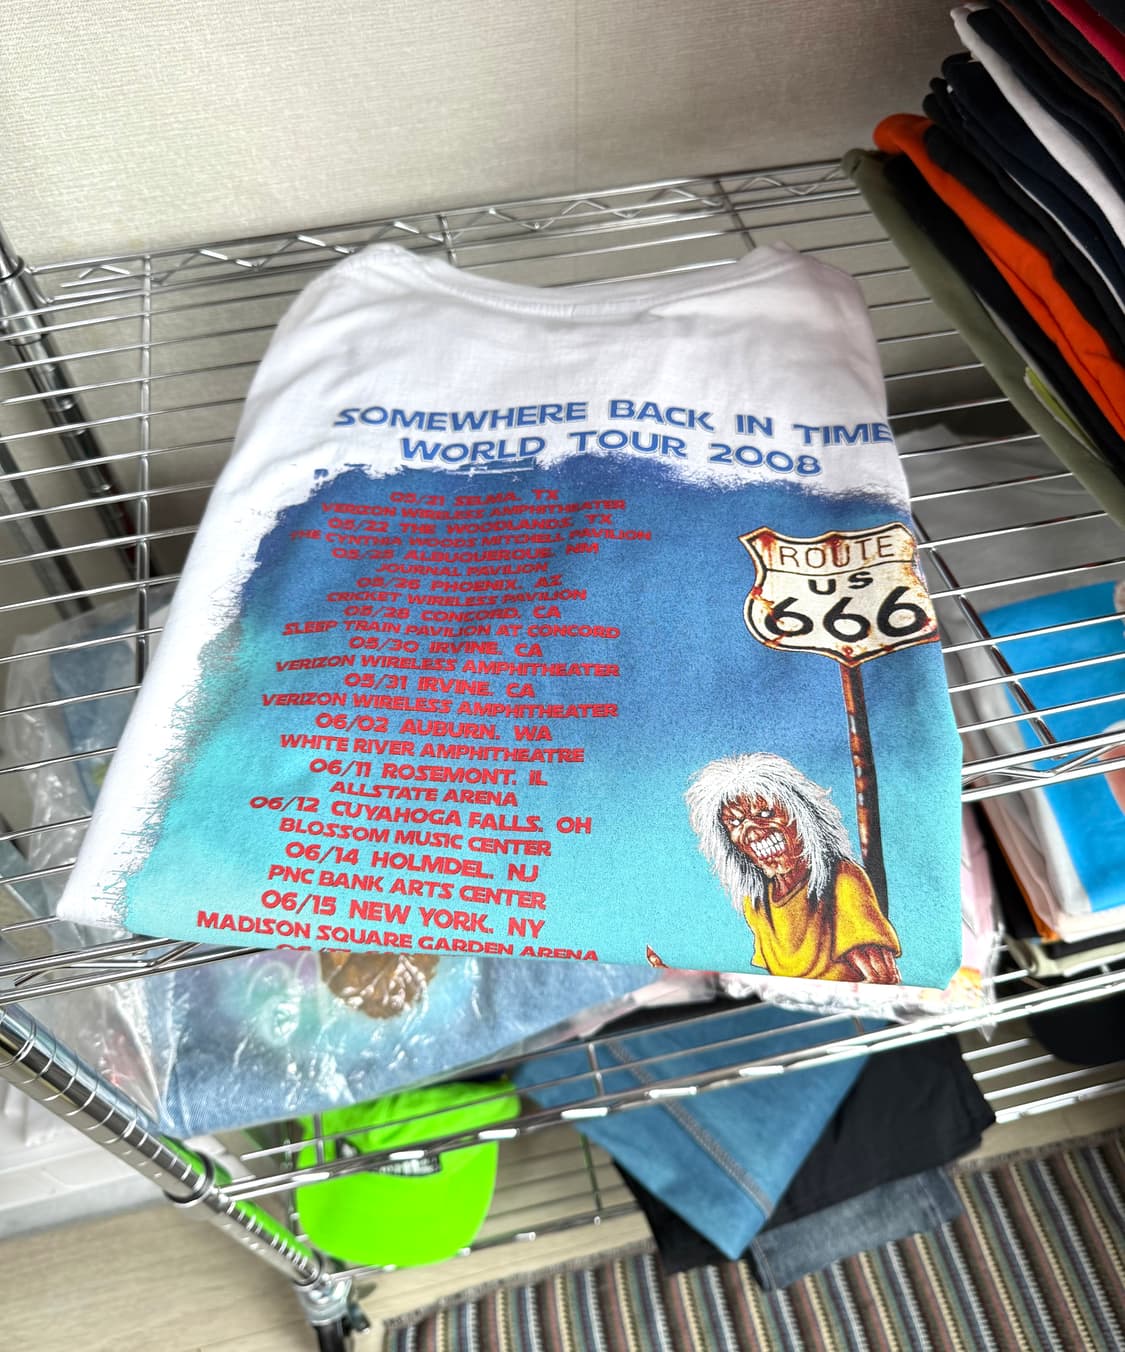 SOMEWHERE BACK IN TIME
WORLD TOUR 2008
05/21 SELMA, TX
VERIZON WIRELESS AMPHITHEATER
05/22 THE WOODLANDS, TX
THE CYNTHIA WOODS MITCHELL PAVILION
05/25 ALBUQUERQUE, NM
JOURNAL PAVILION
05/26 PHOENIX, AZ
CRICKET WIRELESS PAVILION
05/28 CONCORD, CA
SLEEP TRAIN PAVILION AT CONCORD
05/30 IRVINE, CA
VERIZON WIRELESS AMPHITHEATER
05/31 IRVINE, CA
VERIZON WIRELESS AMPHITHEATER
06/02 AUBURN, WA
WHITE RIVER AMPHITHEATRE
06/11 ROSEMONT, IL
ALLSTATE ARENA
06/12 CUYAHOGA FALLS, OH
BLOSSOM MUSIC CENTER
06/14 HOLMDEL, NJ
PNC BANK ARTS CENTER
06/15 NEW YORK, NY
MADISON SQUARE GARDEN ARENA
ROUTE
US
666